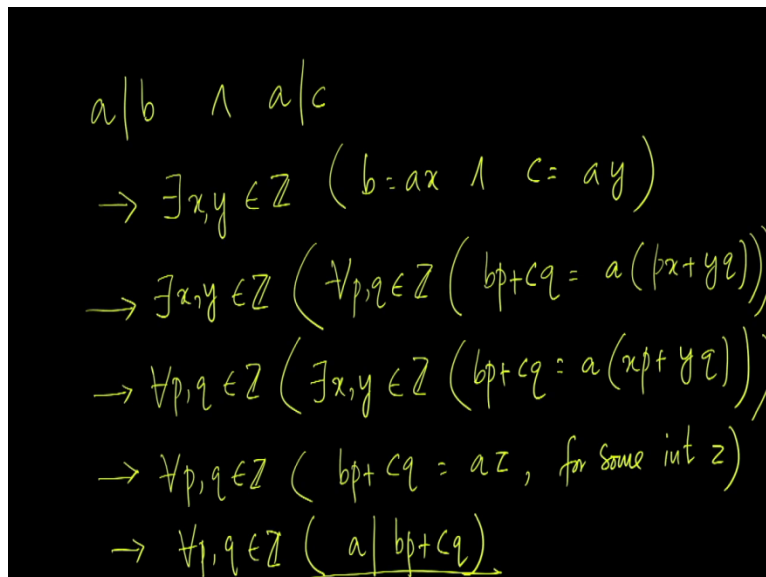 a|b ∧ a|c
→ ∃x,y ∈ ℤ (b = ax ∧ c = ay)
→ ∃x,y ∈ ℤ (∀p,q ∈ ℤ (bp+cq = a(px+yq)))
→ ∀p,q ∈ ℤ (∃x,y ∈ ℤ (bp+cq = a(xp+yq)))
→ ∀p,q ∈ ℤ (bp+cq = az, for some int z)
→ ∀p,q ∈ ℤ (a|bp+cq)